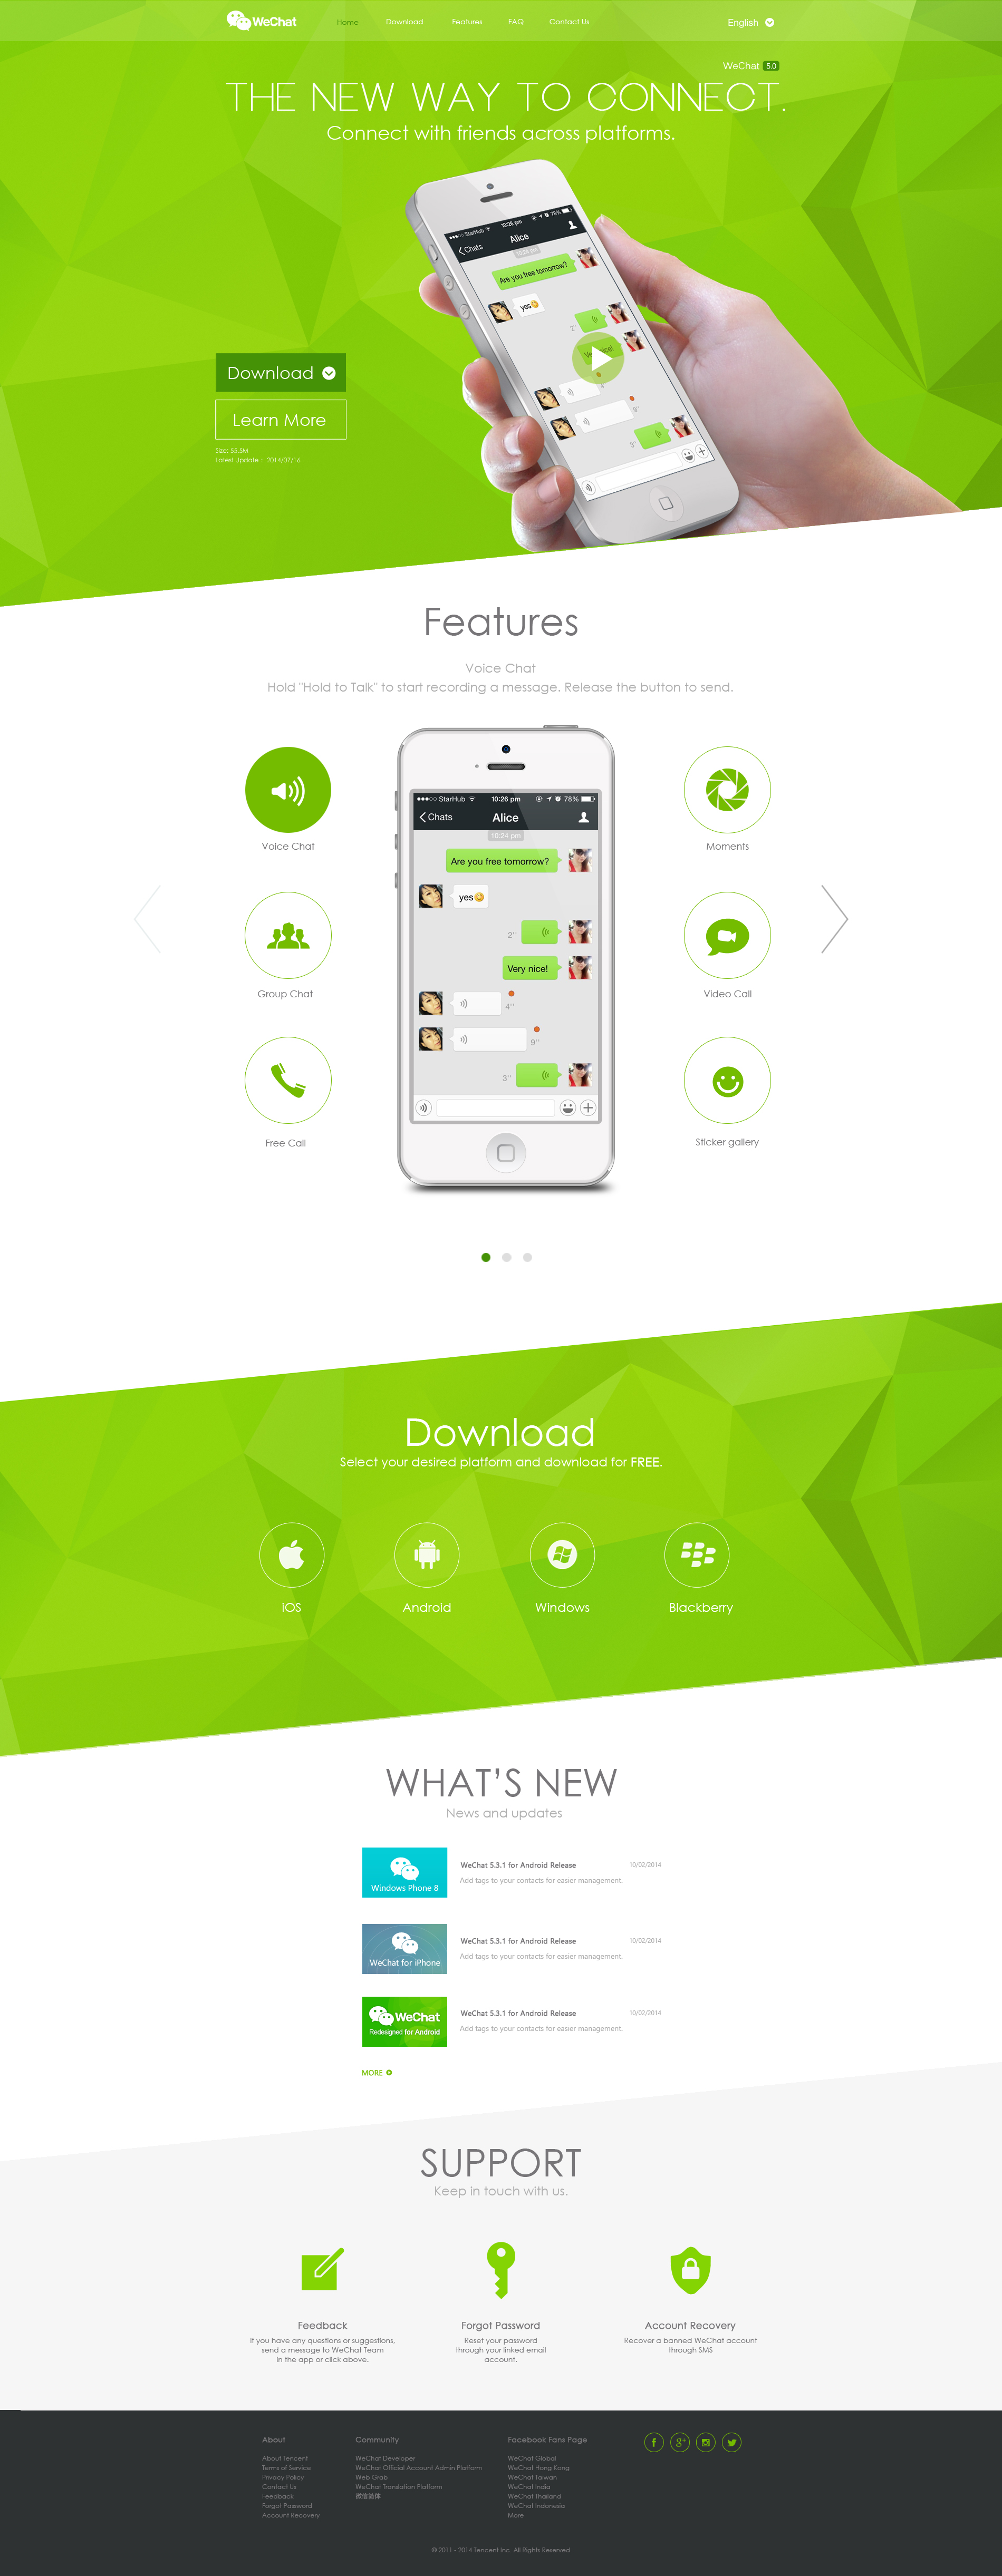 WeChat
Home
Download
Features
FAQ
Contact Us
English
WeChat 5.0
THE NEW WAY TO CONNECT.
Connect with friends across platforms.
StarHub
10:26 pm
78%
Chats
Alice
Are you free tomorrow?
yes
2''
Very nice!
9''
3''
Download
Learn More
Size: 55.5M
Latest Update : 2014/07/16
Features
Voice Chat
Hold "Hold to Talk" to start recording a message. Release the button to send.
Voice Chat
Group Chat
Free Call
StarHub
10:26 pm
78%
Chats
Alice
10:24 pm
Are you free tomorrow?
yes
2''
Very nice!
4''
9''
3''
Moments
Video Call
Sticker gallery
Download
Select your desired platform and download for FREE.
iOS
Android
Windows
Blackberry
WHAT'S NEW
News and updates
Windows Phone 8
WeChat 5.3.1 for Android Release
10/02/2014
Add tags to your contacts for easier management.
WeChat for iPhone
WeChat 5.3.1 for Android Release
10/02/2014
Add tags to your contacts for easier management.
WeChat
Redesigned for Android
WeChat 5.3.1 for Android Release
10/02/2014
Add tags to your contacts for easier management.
MORE
SUPPORT
Keep in touch with us.
Feedback
If you have any questions or suggestions,
send a message to WeChat Team
in the app or click above.
Forgot Password
Reset your password
through your linked email
account.
Account Recovery
Recover a banned WeChat account
through SMS
About
About Tencent
Terms of Service
Privacy Policy
Contact Us
Feedback
Forgot Password
Account Recovery
Community
WeChat Developer
WeChat Official Account Admin Platform
Web Grab
WeChat Translation Platform
微信简体
Facebook Fans Page
WeChat Global
WeChat Hong Kong
WeChat Taiwan
WeChat India
WeChat Thailand
WeChat Indonesia
More
© 2011 - 2014 Tencent Inc. All Rights Reserved